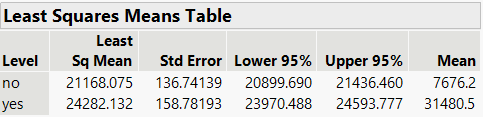 Least Squares Means Table
Least
Level Sq Mean Std Error Lower 95% Upper 95% Mean
no 21168.075 136.74139 20899.690 21436.460 7676.2
yes 24282.132 158.78193 23970.488 24593.777 31480.5